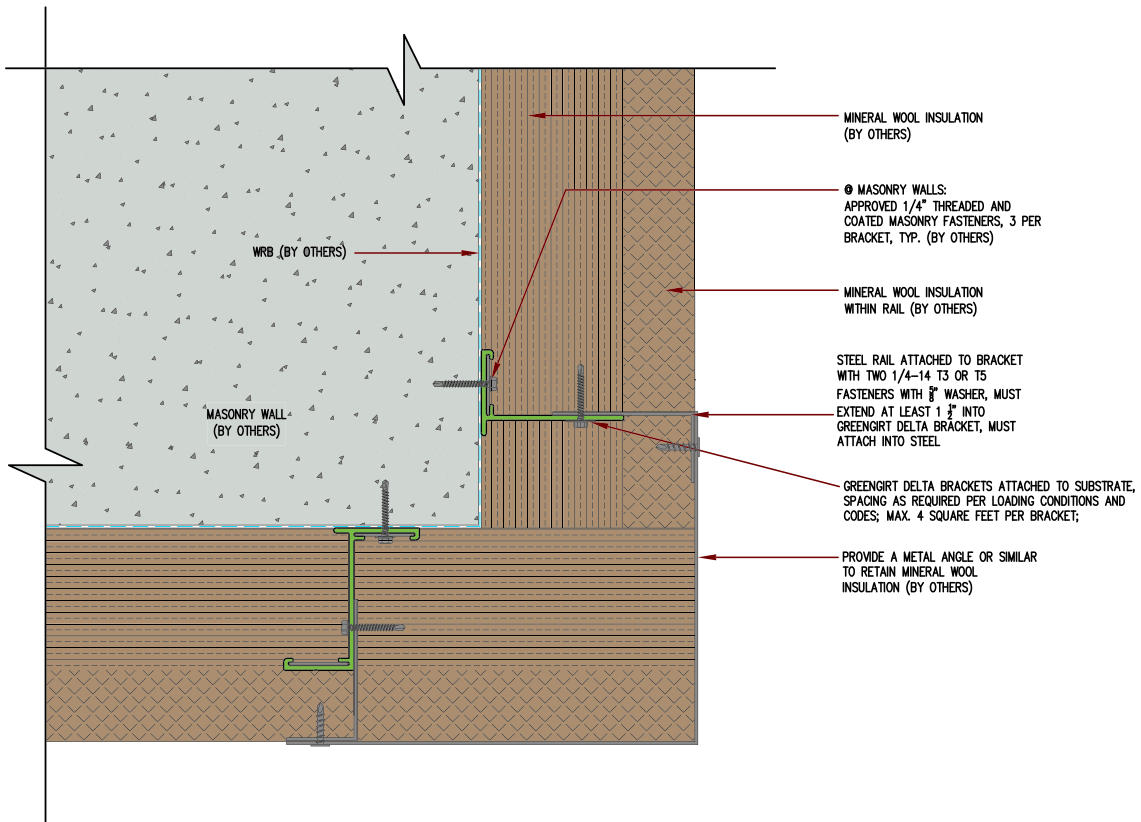 MINERAL WOOL INSULATION
(BY OTHERS)
@ MASONRY WALLS:
APPROVED 1/4" THREADED AND
COATED MASONRY FASTENERS, 3 PER
BRACKET, TYP. (BY OTHERS)
WRB (BY OTHERS)
MINERAL WOOL INSULATION
WITHIN RAIL (BY OTHERS)
STEEL RAIL ATTACHED TO BRACKET
WITH TWO 1/4-14 T3 OR T5
FASTENERS WITH 5/8" WASHER, MUST
EXTEND AT LEAST 1 1/2" INTO
GREENGIRT DELTA BRACKET, MUST
ATTACH INTO STEEL
MASONRY WALL
(BY OTHERS)
GREENGIRT DELTA BRACKETS ATTACHED TO SUBSTRATE,
SPACING AS REQUIRED PER LOADING CONDITIONS AND
CODES; MAX. 4 SQUARE FEET PER BRACKET;
PROVIDE A METAL ANGLE OR SIMILAR
TO RETAIN MINERAL WOOL
INSULATION (BY OTHERS)